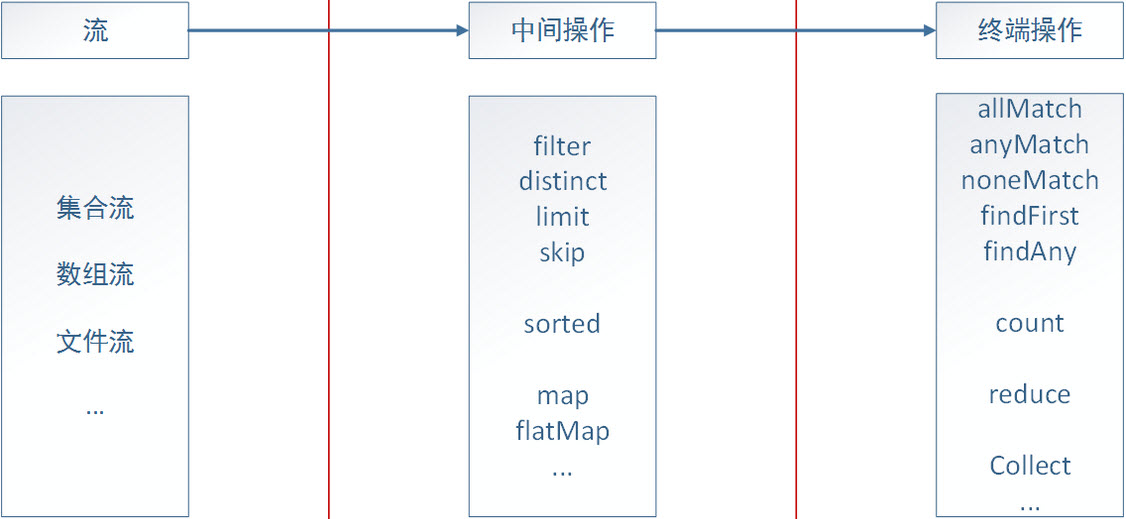 流
中间操作
终端操作
集合流
数组流
文件流
...
filter
distinct
limit
skip
sorted
map
flatMap
...
allMatch
anyMatch
noneMatch
findFirst
findAny
count
reduce
Collect
...